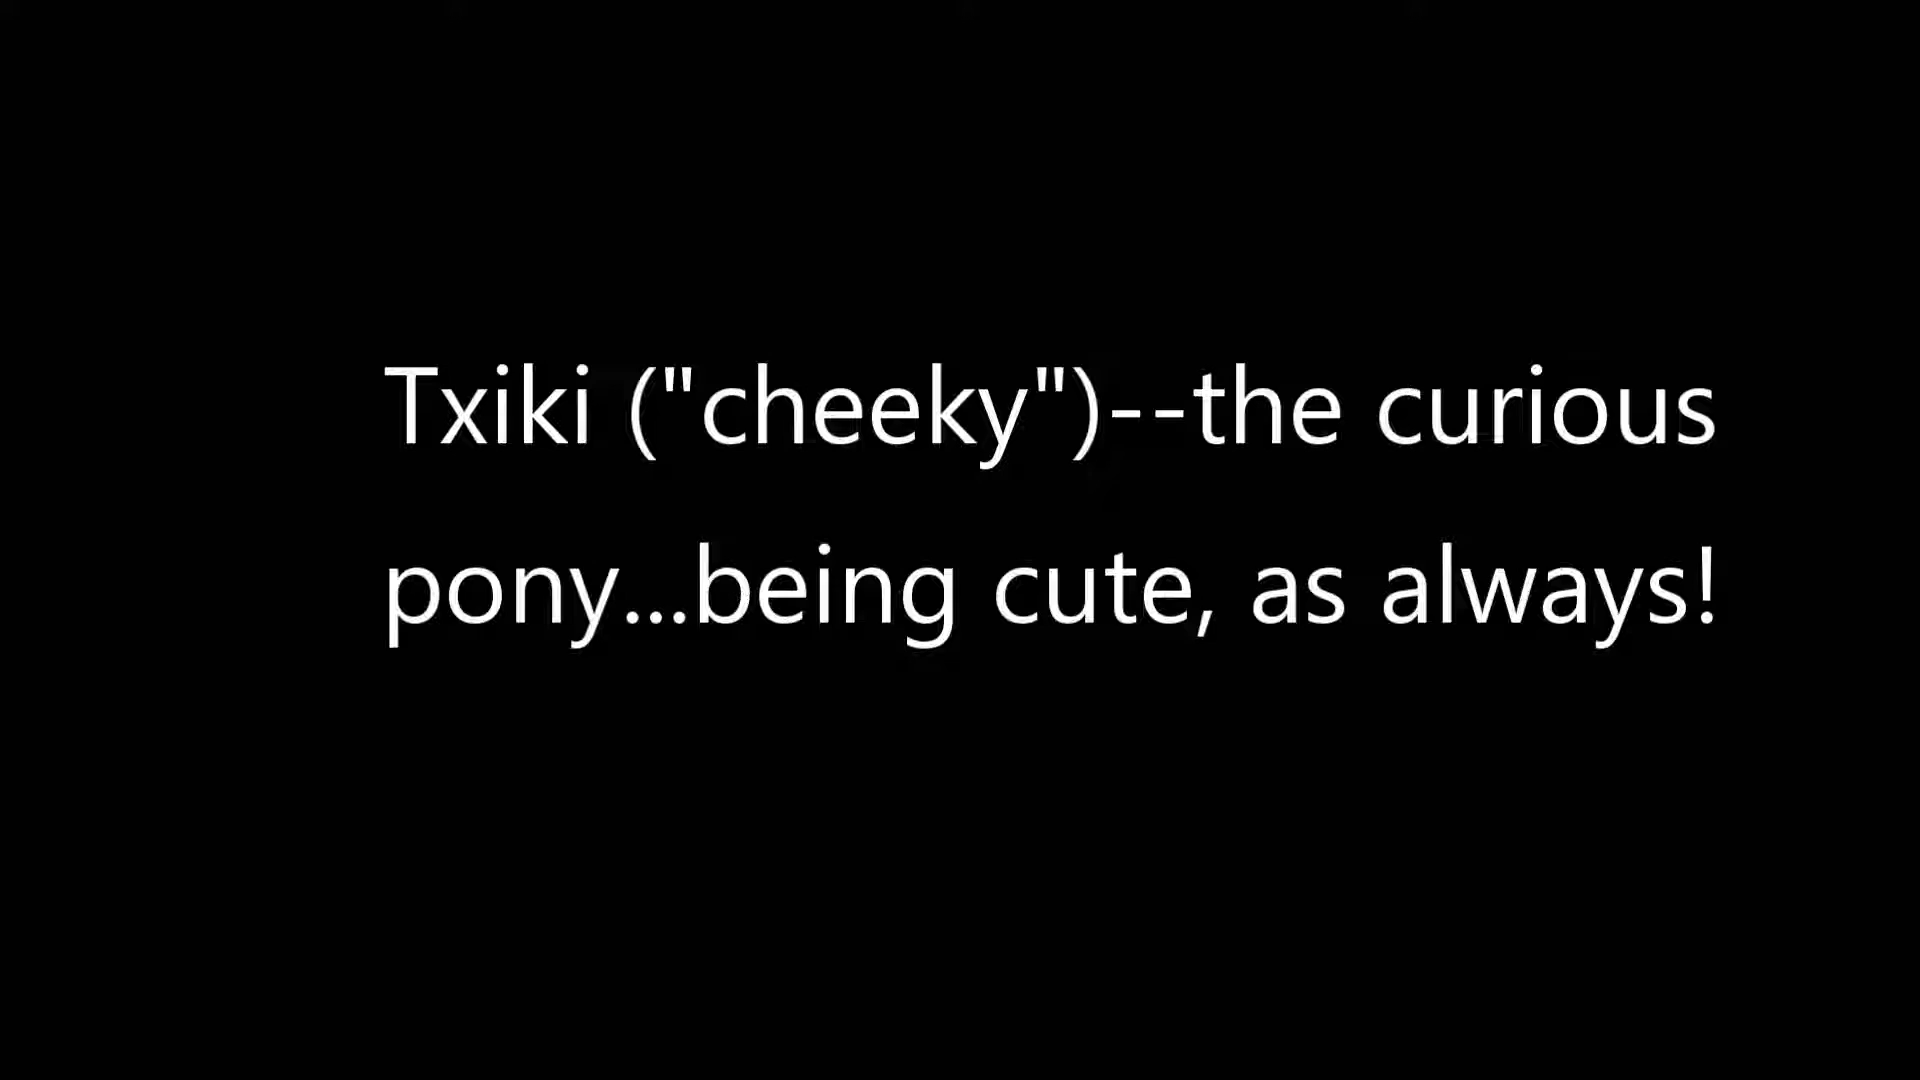 Txiki ("cheeky")--the curious
pony...being cute, as always!